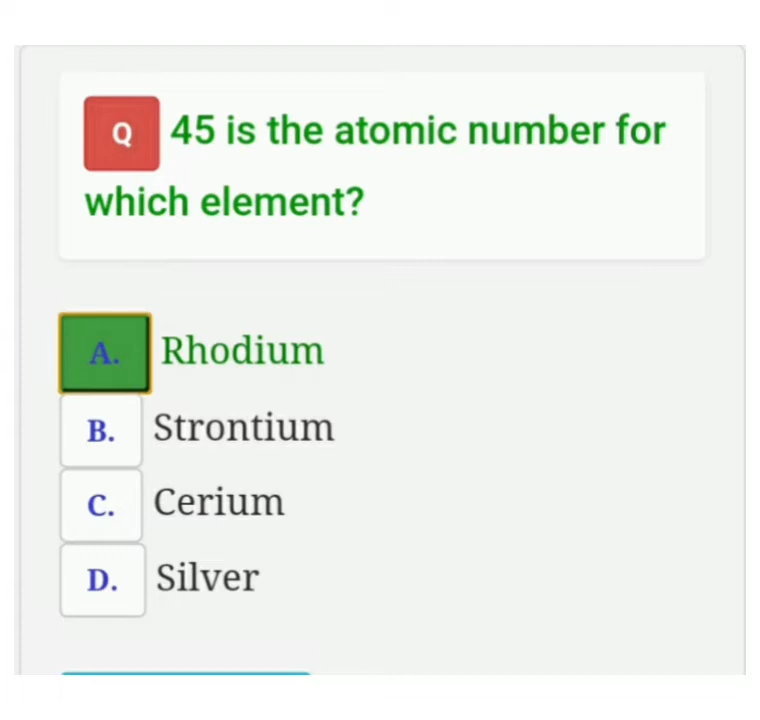 Q 45 is the atomic number for
which element?
A. Rhodium
B. Strontium
C. Cerium
D. Silver